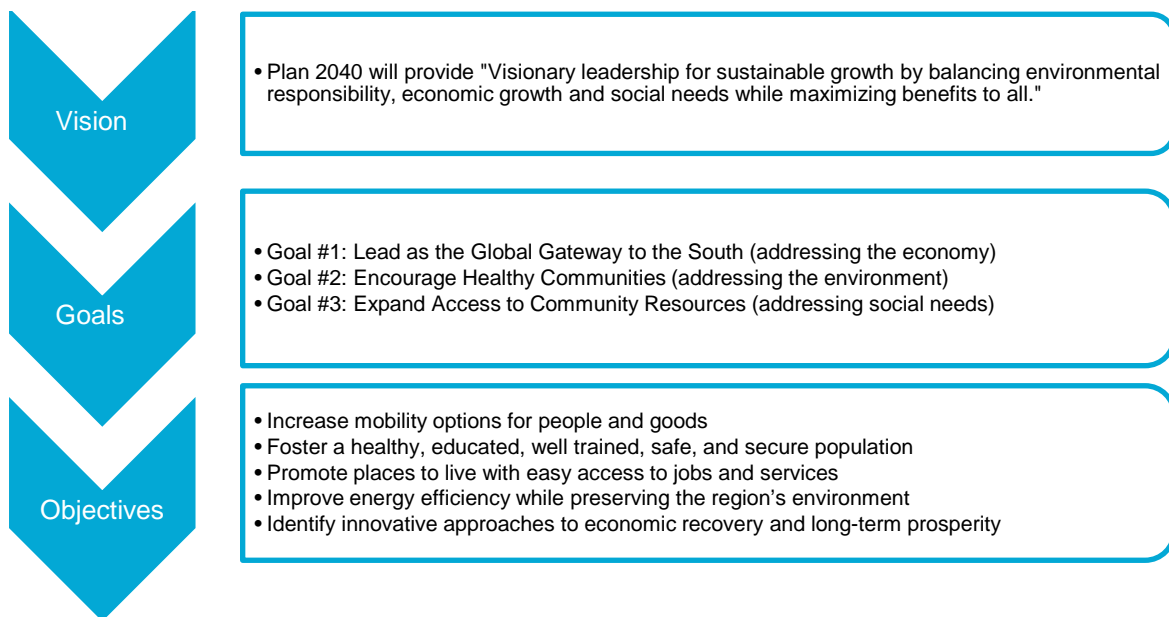 Vision
• Plan 2040 will provide "Visionary leadership for sustainable growth by balancing environmental
responsibility, economic growth and social needs while maximizing benefits to all."
Goals
• Goal #1: Lead as the Global Gateway to the South (addressing the economy)
• Goal #2: Encourage Healthy Communities (addressing the environment)
• Goal #3: Expand Access to Community Resources (addressing social needs)
Objectives
• Increase mobility options for people and goods
• Foster a healthy, educated, well trained, safe, and secure population
• Promote places to live with easy access to jobs and services
• Improve energy efficiency while preserving the region’s environment
• Identify innovative approaches to economic recovery and long-term prosperity